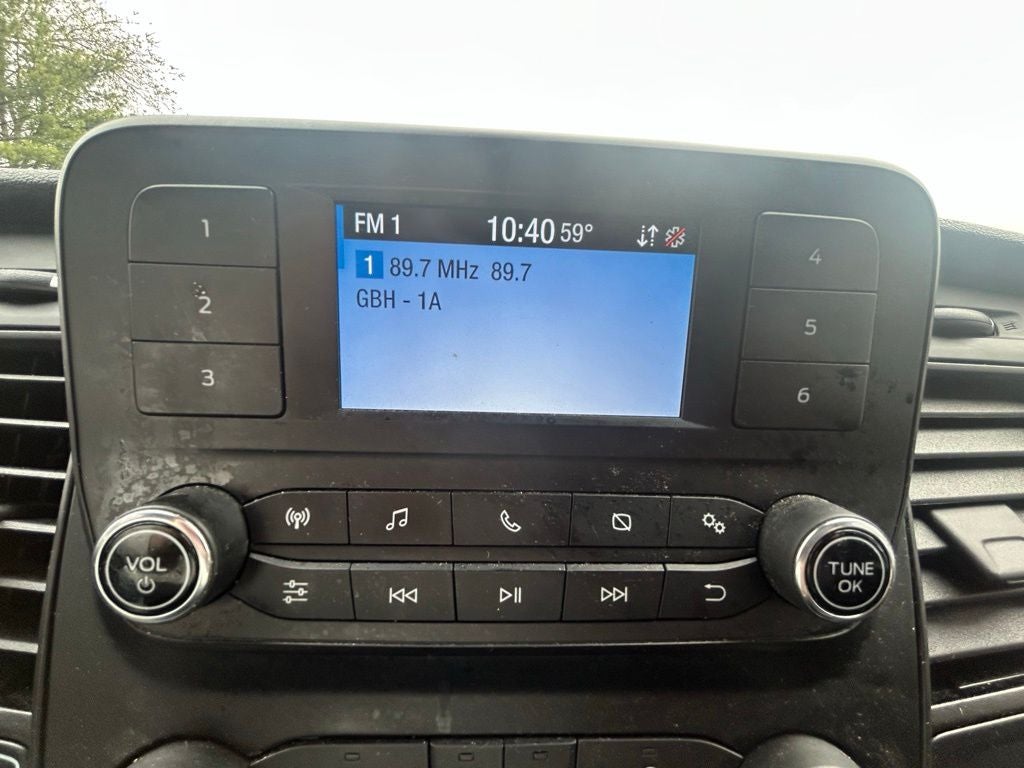 FM 1 10:40 59°
1 89.7 MHz 89.7
GBH - 1A
1
2
3
4
5
6
VOL
TUNE
OK